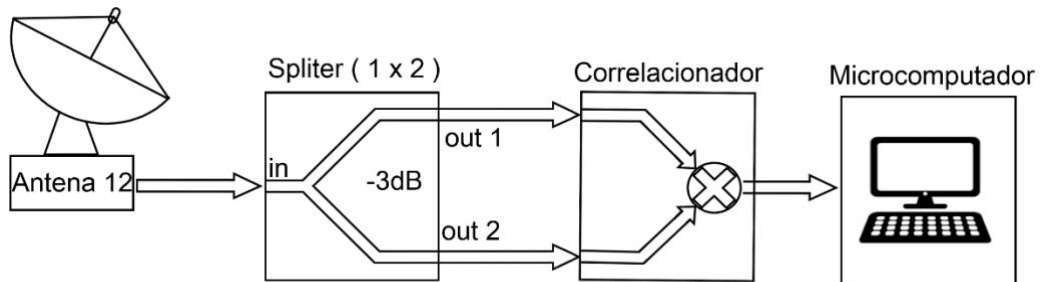 Spliter ( 1 x 2 )
Correlacionador
Microcomputador
out 1
in
-3dB
Antena 12
out 2